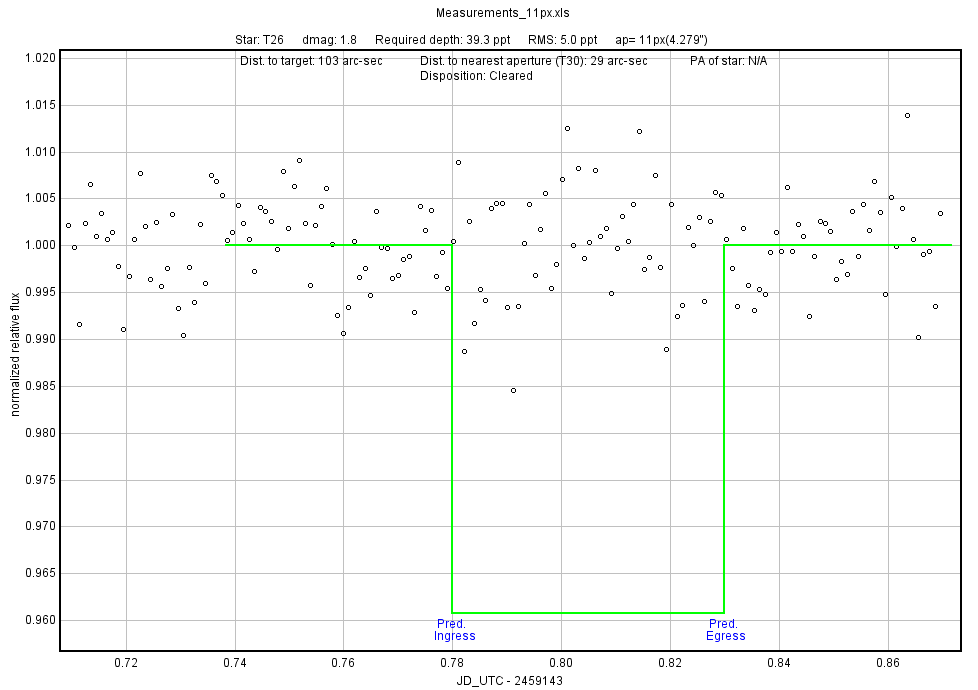 Measurements_11px.xls
Star: T26 dmag: 1.8 Required depth: 39.3 ppt RMS: 5.0 ppt ap= 11px(4.279")
Dist. to target: 103 arc-sec Dist. to nearest aperture (T30): 29 arc-sec PA of star: N/A
Disposition: Cleared
1.020
1.015
1.010
1.005
1.000
0.995
0.990
0.985
0.980
0.975
0.970
0.965
0.960
normalized relative flux
Pred. Pred.
Ingress Egress
0.72 0.74 0.76 0.78 0.80 0.82 0.84 0.86
JD_UTC - 2459143